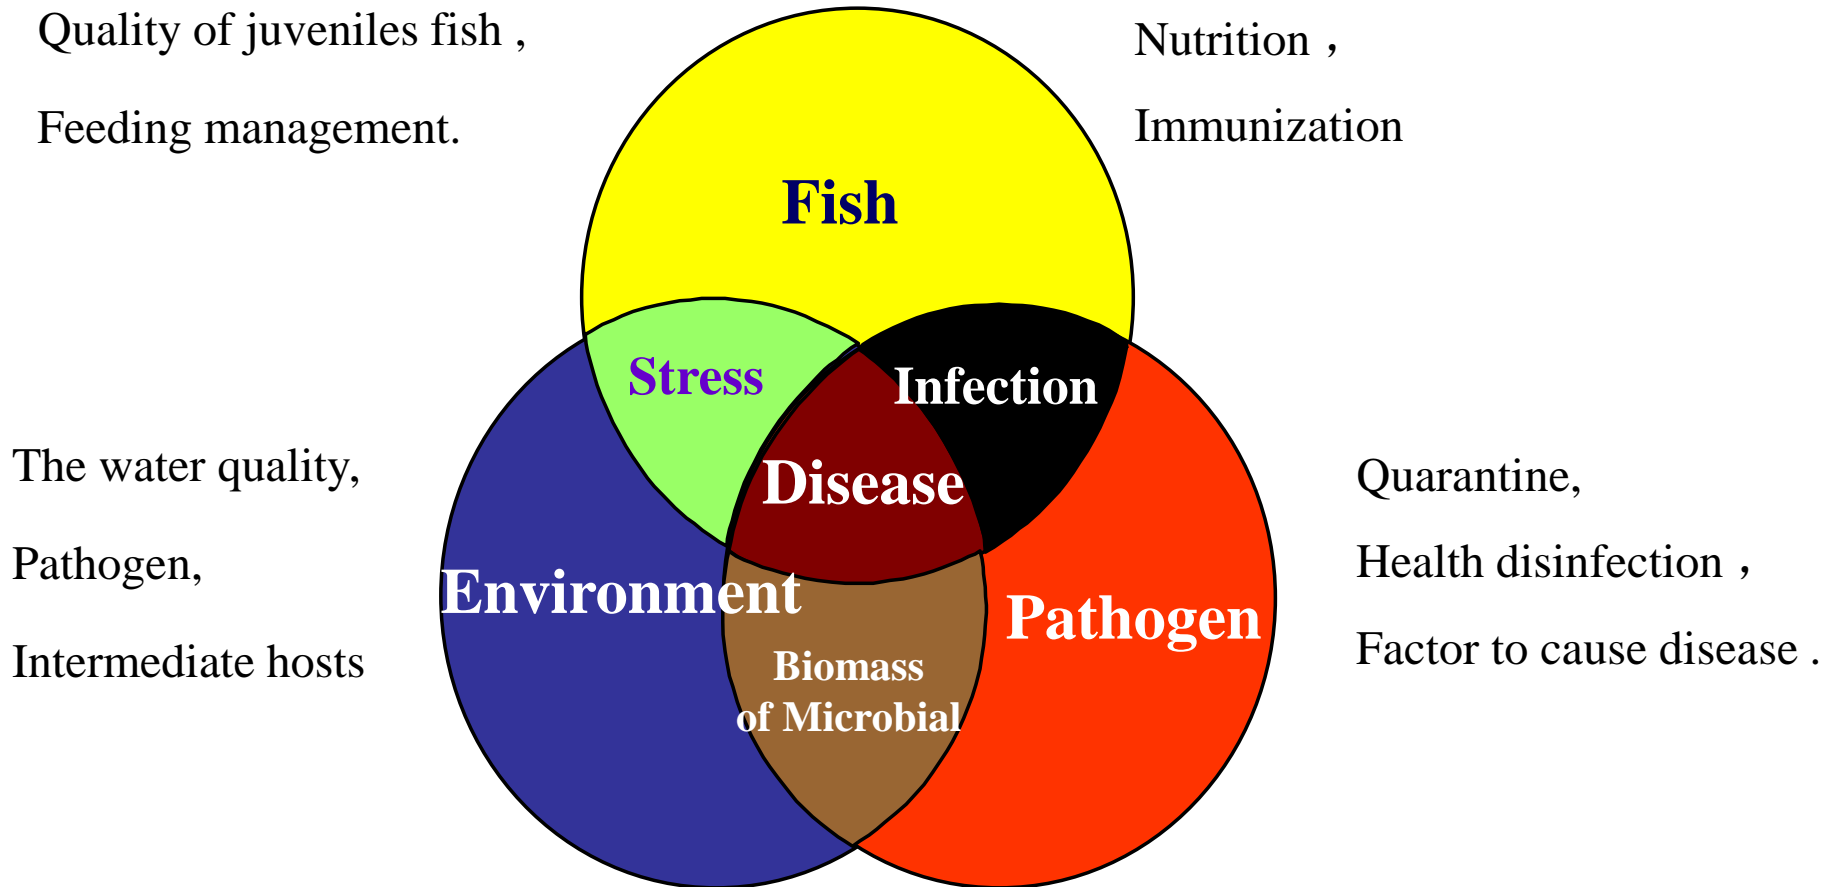 Quality of juveniles fish ,
Feeding management.
Nutrition ，
Immunization
Fish
Stress
Infection
Disease
The water quality,
Pathogen,
Intermediate hosts
Environment
Pathogen
Biomass
of Microbial
Quarantine,
Health disinfection ，
Factor to cause disease .